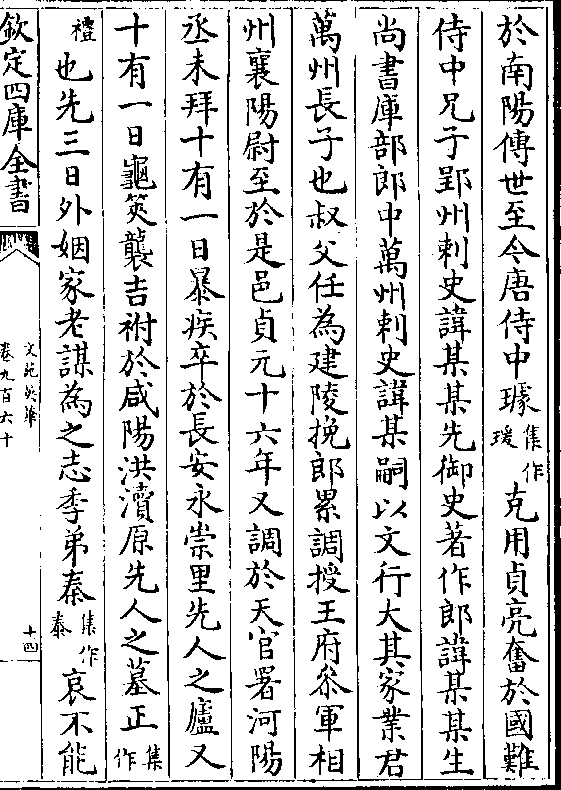 於南陽傳世至今唐侍中璩集作瑗克用貞亮奮於國難
侍中兄子郢州刺史諱某某先御史著作郎諱某某生
尚書庫部郎中萬州刺史諱某嗣以文行大其家業君
萬州長子也叔父任為建陵挽郎累調授王府叅軍相
州襄陽尉至於是邑貞元十六年又調於天官署河陽
丞未拜十有一日暴疾卒於長安永崇里先人之廬又
十有一日龜筴襲吉祔於咸陽洪瀆原先人之墓正集作
禮也先三日外姻家老謀為之志季弟秦集作泰哀不能
欽定四庫全書
文苑英華
卷九百六十
十四